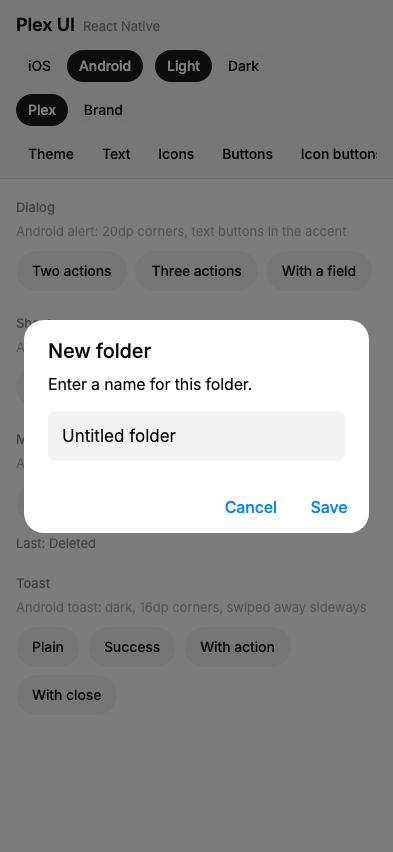 Plex UI React Native
iOS Android Light Dark
Plex Brand
Theme Text Icons Buttons Icon buttons
Dialog
Android alert: 20dp corners, text buttons in the accent
Two actions Three actions With a field
New folder
Enter a name for this folder.
Untitled folder
Cancel Save
Last: Deleted
Toast
Android toast: dark, 16dp corners, swiped away sideways
Plain Success With action
With close